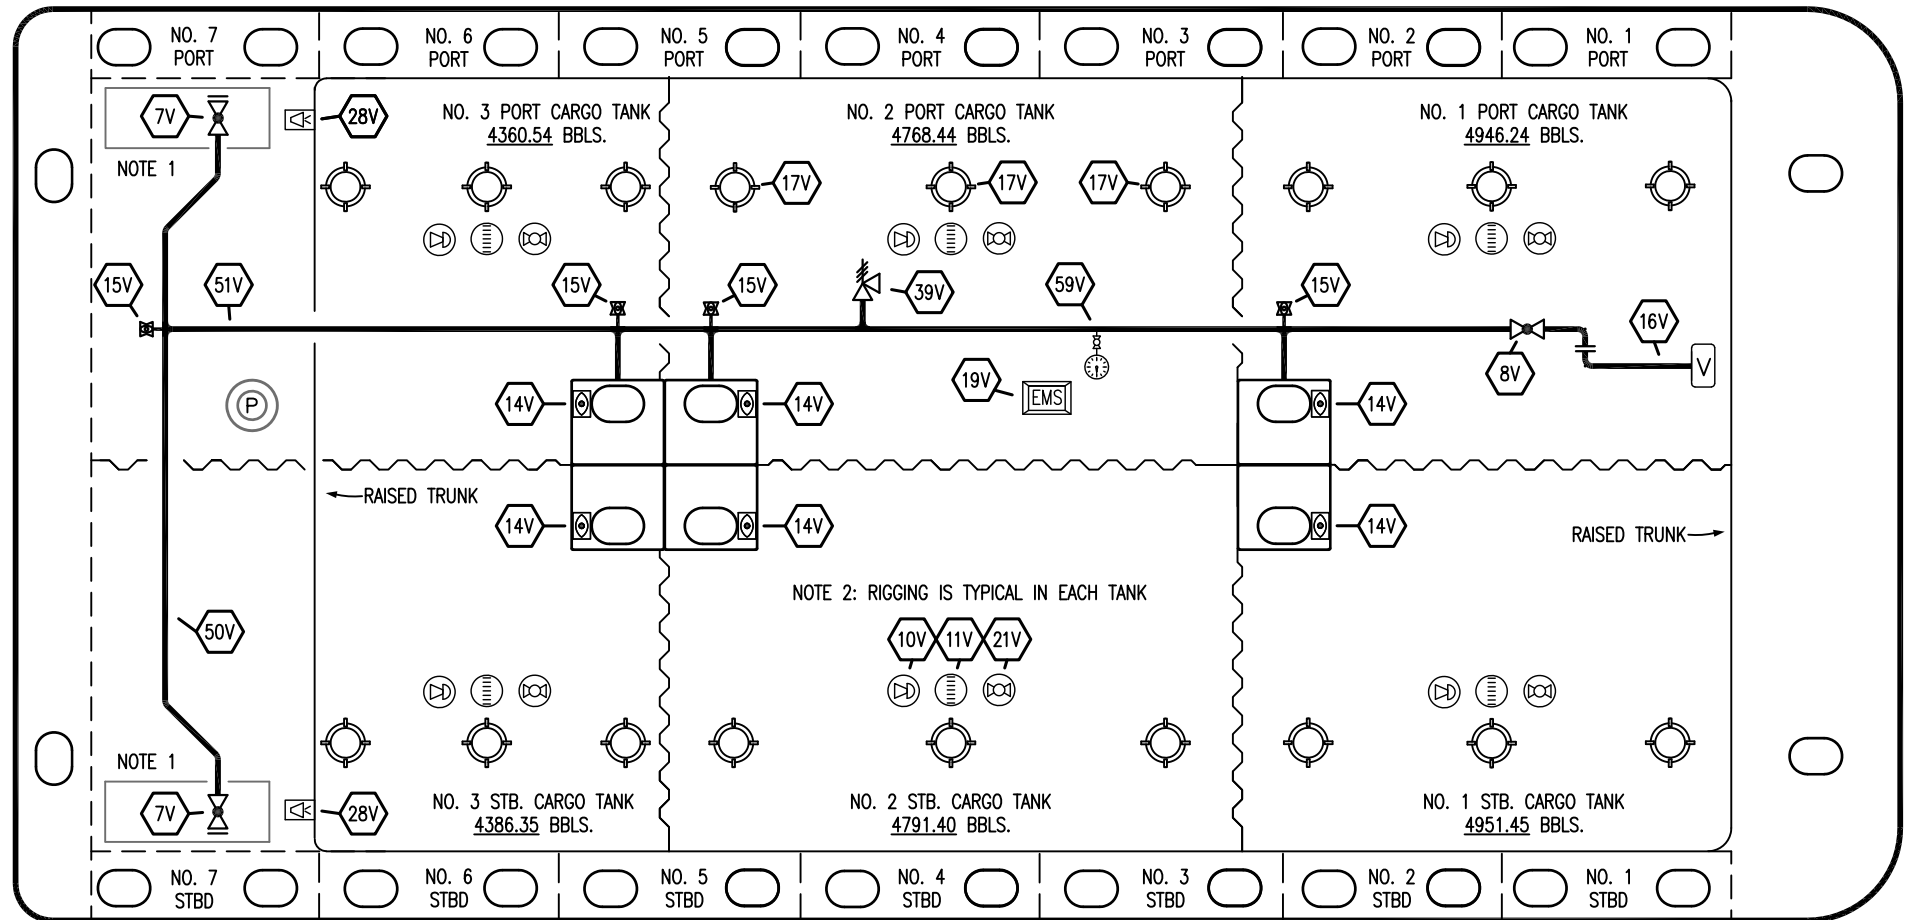 NO. 7
PORT
NO. 6
PORT
NO. 5
PORT
NO. 4
PORT
NO. 3
PORT
NO. 2
PORT
NO. 1
PORT
7V
28V
NOTE 1
NO. 3 PORT CARGO TANK
4360.54 BBLS.
NO. 2 PORT CARGO TANK
4768.44 BBLS.
NO. 1 PORT CARGO TANK
4946.24 BBLS.
17V
17V
17V
15V
51V
15V
15V
39V
59V
15V
16V
8V
V
P
14V
14V
19V
EMS
14V
RAISED TRUNK
14V
14V
14V
RAISED TRUNK
NOTE 2: RIGGING IS TYPICAL IN EACH TANK
50V
10V
11V
21V
NOTE 1
7V
28V
NO. 3 STB. CARGO TANK
4386.35 BBLS.
NO. 2 STB. CARGO TANK
4791.40 BBLS.
NO. 1 STB. CARGO TANK
4951.45 BBLS.
NO. 7
STBD
NO. 6
STBD
NO. 5
STBD
NO. 4
STBD
NO. 3
STBD
NO. 2
STBD
NO. 1
STBD